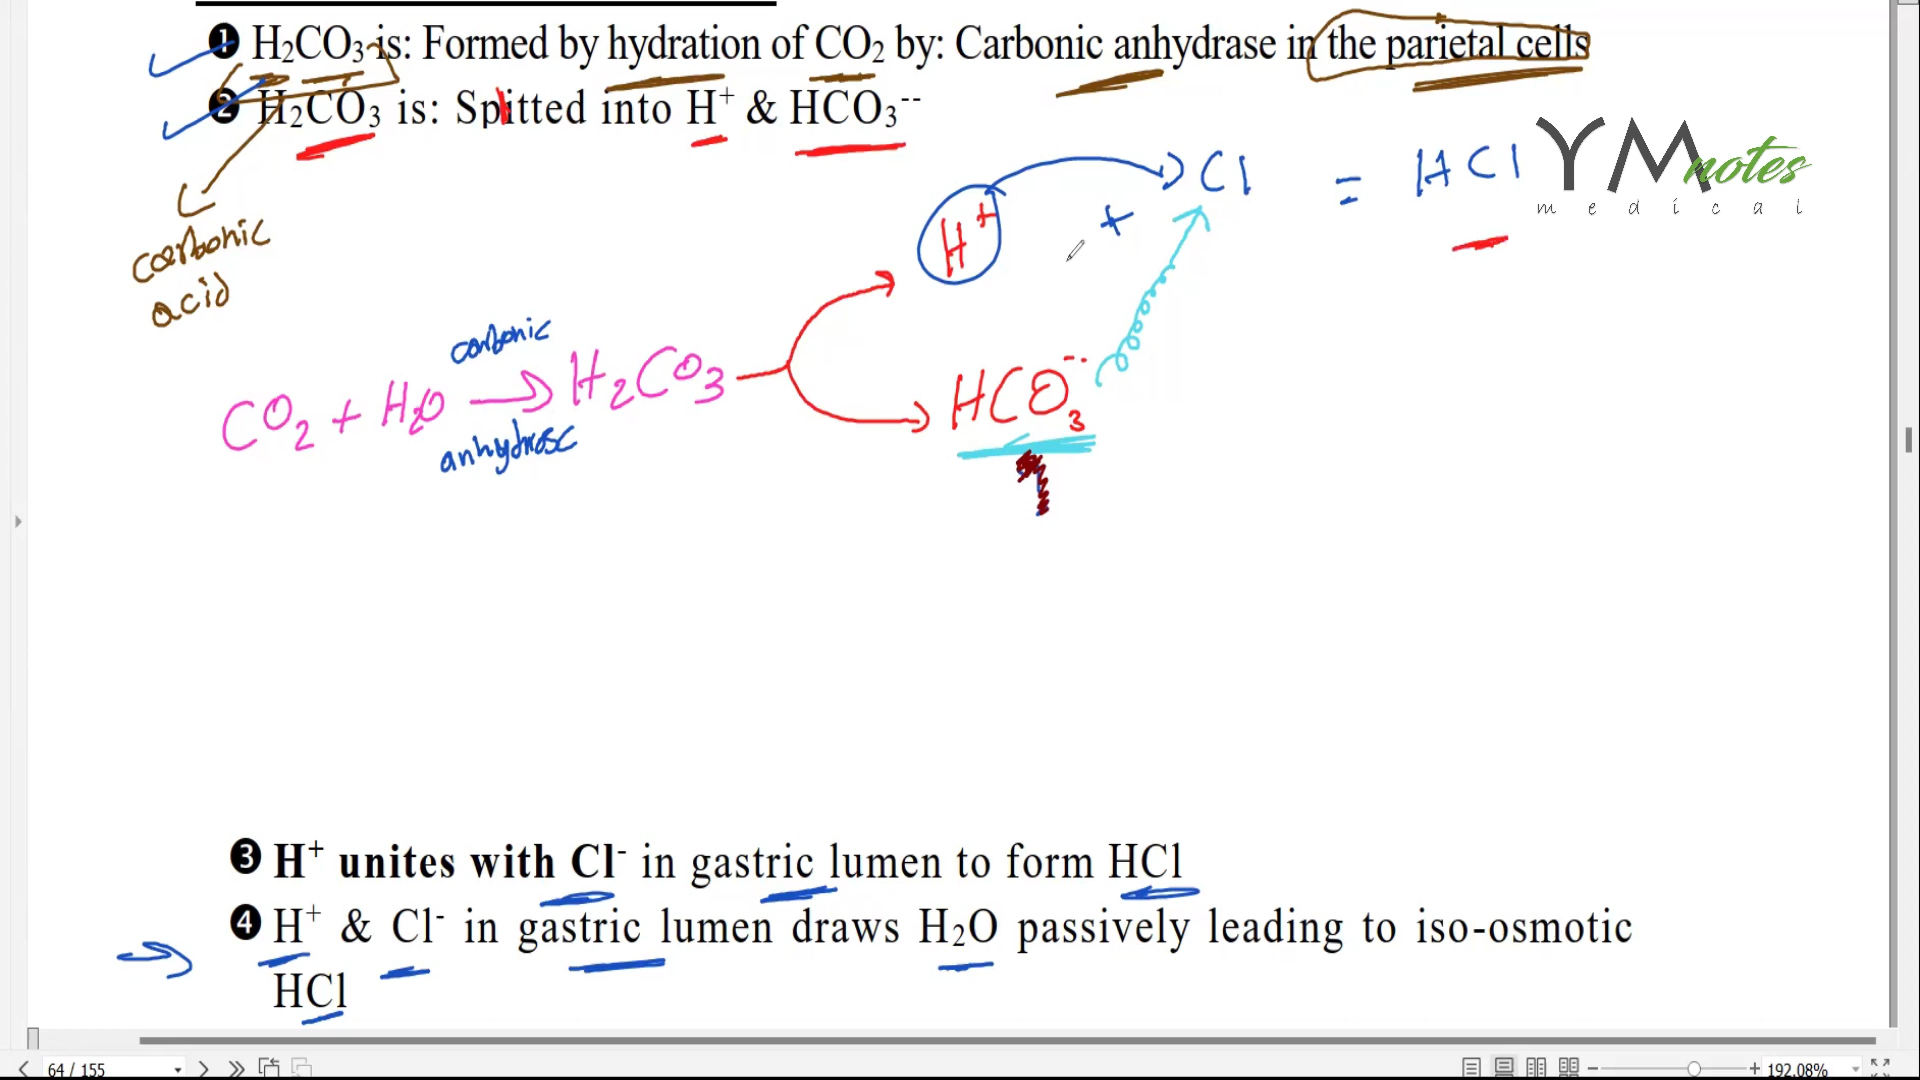 ❶ H₂CO₃ is: Formed by hydration of CO₂ by: Carbonic anhydrase in the parietal cells
❷ H₂CO₃ is: Splitted into H⁺ & HCO₃⁻⁻
YM notes
medical
H⁺ + Cl = HCl
carbonic
acid
carbonic
CO₂ + H₂O → H₂CO₃
anhydrase
HCO₃⁻⁻
❸ H⁺ unites with Cl⁻ in gastric lumen to form HCl
❹ H⁺ & Cl⁻ in gastric lumen draws H₂O passively leading to iso-osmotic
HCl
64 / 155
192.08%